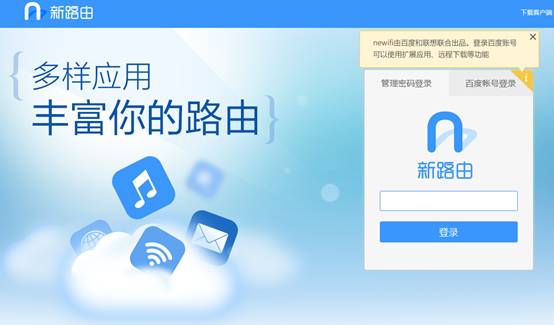 新路由
下载客户端
newifi由百度和联想联合出品，登录百度账号
可以使用扩展应用、远程下载等功能
多样应用
丰富你的路由
管理密码登录
百度帐号登录
新路由
登录